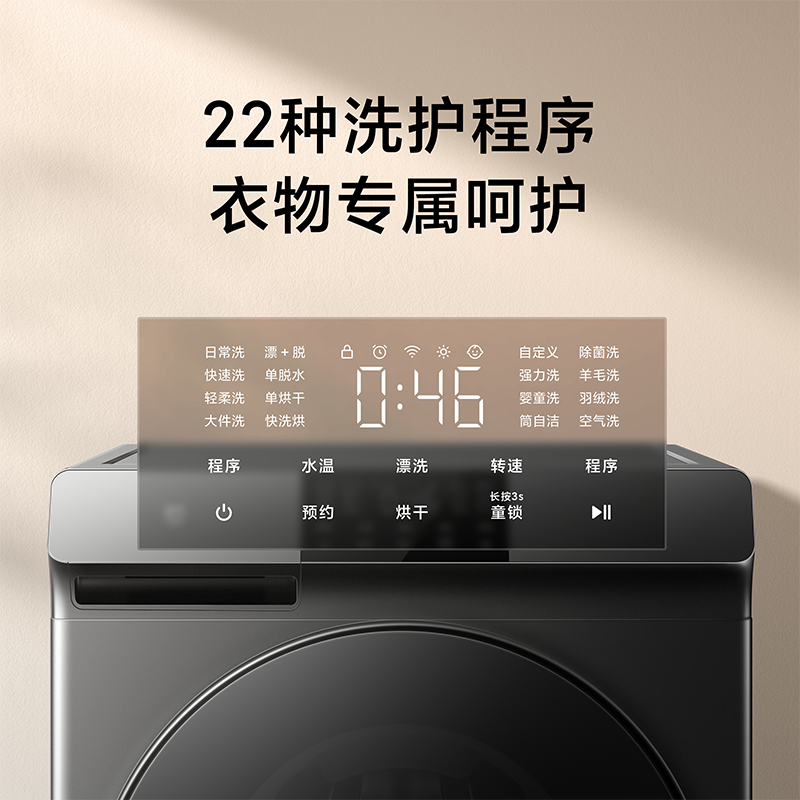 22种洗护程序
衣物专属呵护
日常洗 漂+脱 自定义 除菌洗
快速洗 单脱水 强力洗 羊毛洗
轻柔洗 单烘干 婴童洗 羽绒洗
大件洗 快洗烘 筒自洁 空气洗
0:46
程序 水温 漂洗 转速 程序
长按3s
预约 烘干 童锁